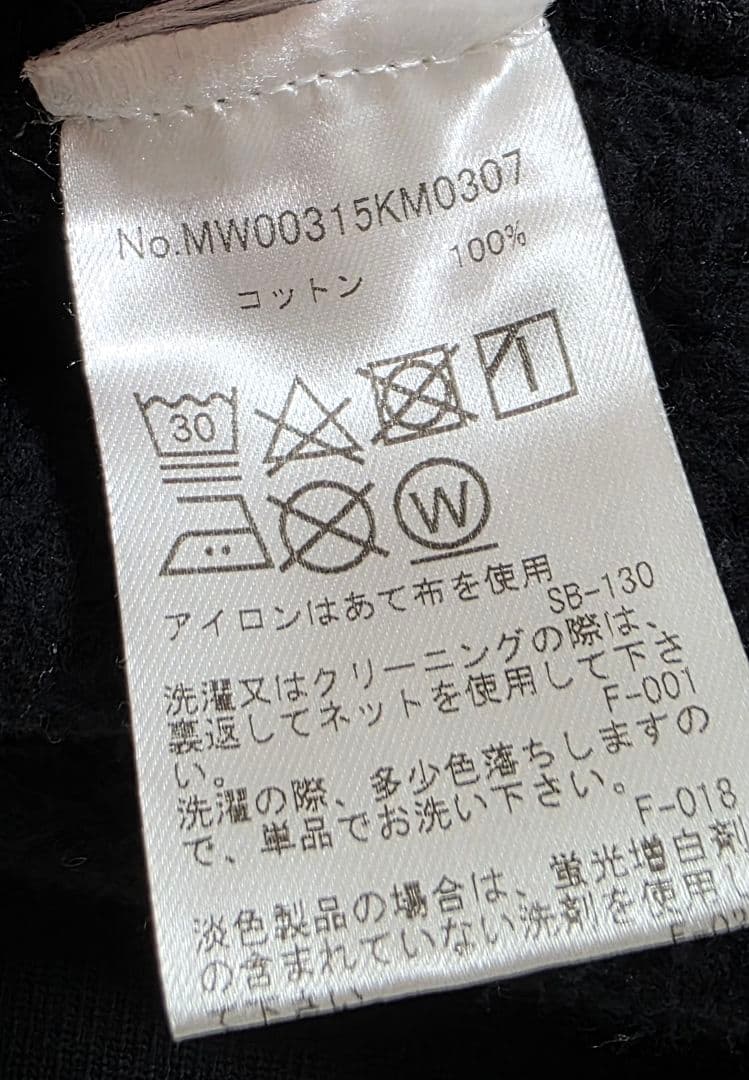 No.MW00315KM0307
コットン 100%
30
W
アイロンはあて布を使用
SB-130
洗濯又はクリーニングの際は、
裏返してネットを使用して下さ
い。
F-001
洗濯の際、多少色落ちしますの
で、単品でお洗い下さい。
F-018
淡色製品の場合は、蛍光増白剤
の含まれていない洗剤を使用し
て下さい